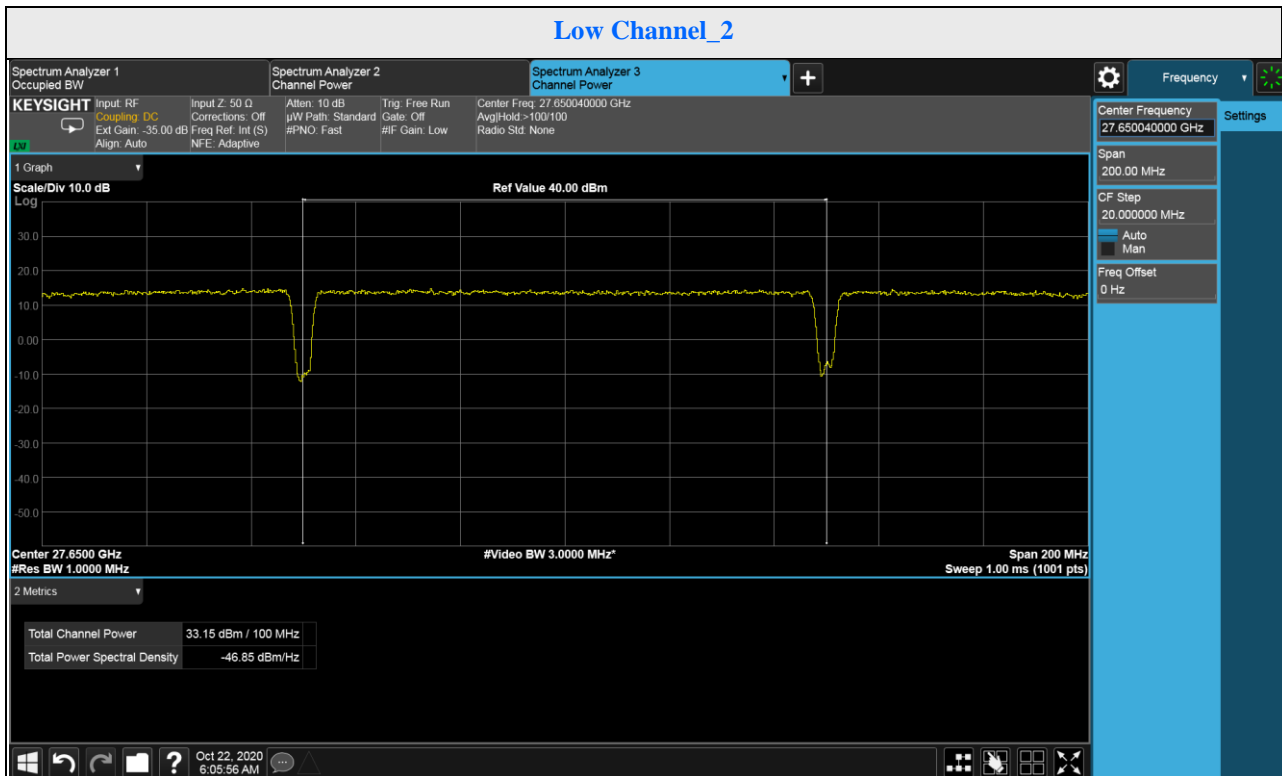 Low Channel_2
Spectrum Analyzer 1
Occupied BW
Spectrum Analyzer 2
Channel Power
Spectrum Analyzer 3
Channel Power
Frequency
KEYSIGHT
Input: RF
Coupling: DC
Ext Gain: -35.00 dB
Align: Auto
Input Z: 50 Ω
Corrections: Off
Freq Ref: Int (S)
NFE: Adaptive
Atten: 10 dB
µW Path: Standard
#PNO: Fast
Trig: Free Run
Gate: Off
#IF Gain: Low
Center Freq: 27.650040000 GHz
Avg|Hold:>100/100
Radio Std: None
LXI
1 Graph
Scale/Div 10.0 dB
Ref Value 40.00 dBm
Log
30.0
20.0
10.0
0.00
-10.0
-20.0
-30.0
-40.0
-50.0
Center 27.6500 GHz
#Video BW 3.0000 MHz*
Span 200 MHz
#Res BW 1.0000 MHz
Sweep 1.00 ms (1001 pts)
2 Metrics
Total Channel Power 33.15 dBm / 100 MHz
Total Power Spectral Density -46.85 dBm/Hz
Center Frequency
27.650040000 GHz
Settings
Span
200.00 MHz
CF Step
20.000000 MHz
Auto
Man
Freq Offset
0 Hz
Oct 22, 2020
6:05:56 AM